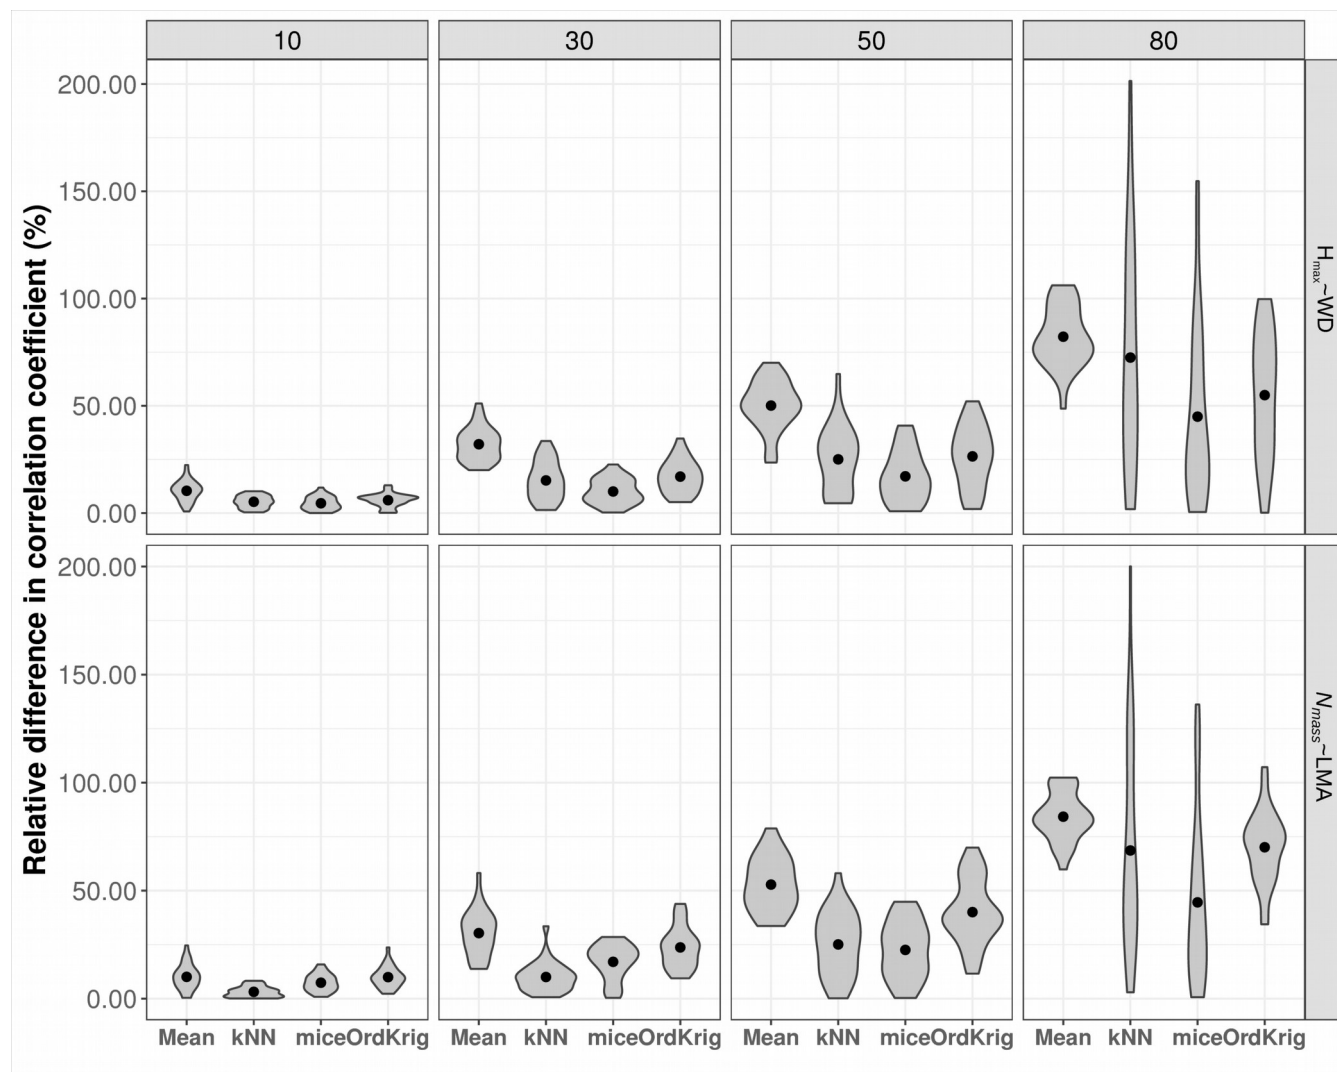 10 30 50 80
Relative difference in correlation coefficient (%)
200.00
150.00
100.00
50.00
0.00
H_max~WD
200.00
150.00
100.00
50.00
0.00
N_mass~LMA
Mean kNN miceOrdKrig Mean kNN miceOrdKrig Mean kNN miceOrdKrig Mean kNN miceOrdKrig